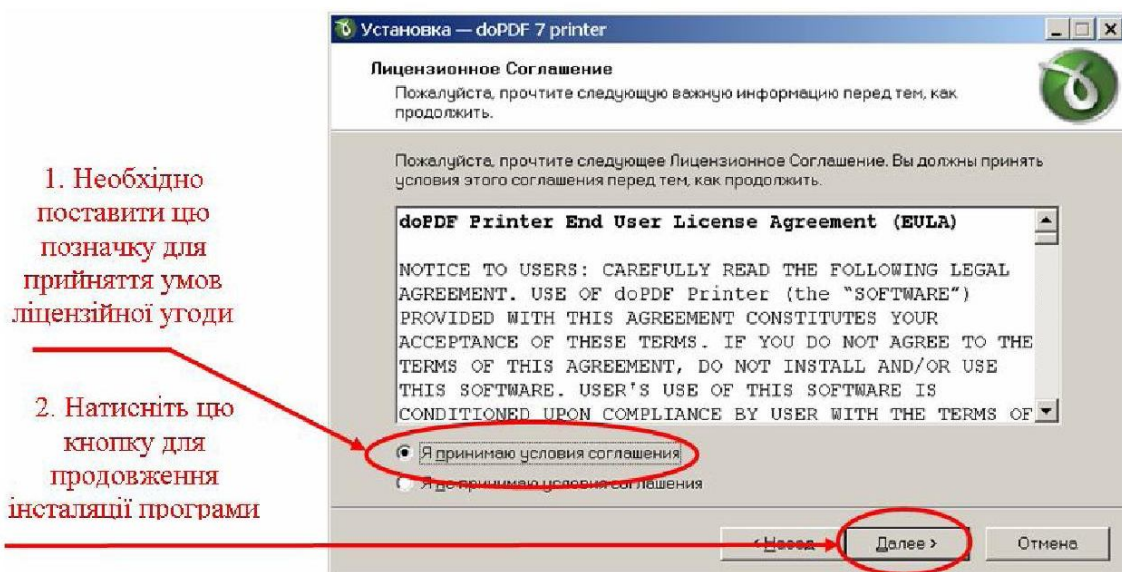 Установка — doPDF 7 printer
Лицензионное Соглашение
Пожалуйста, прочтите следующую важную информацию перед тем, как
продолжить.
Пожалуйста, прочтите следующее Лицензионное Соглашение. Вы должны принять
условия этого соглашения перед тем, как продолжить.
doPDF Printer End User License Agreement (EULA)
NOTICE TO USERS: CAREFULLY READ THE FOLLOWING LEGAL
AGREEMENT. USE OF doPDF Printer (the “SOFTWARE”)
PROVIDED WITH THIS AGREEMENT CONSTITUTES YOUR
ACCEPTANCE OF THESE TERMS. IF YOU DO NOT AGREE TO THE
TERMS OF THIS AGREEMENT, DO NOT INSTALL AND/OR USE
THIS SOFTWARE. USER'S USE OF THIS SOFTWARE IS
CONDITIONED UPON COMPLIANCE BY USER WITH THE TERMS OF
Я принимаю условия соглашения
Я не принимаю условия соглашения
< Назад
Далее >
Отмена
1. Необхідно
поставити цю
позначку для
прийняття умов
ліцензійної угоди
2. Натисніть цю
кнопку для
продовження
інсталяції програми